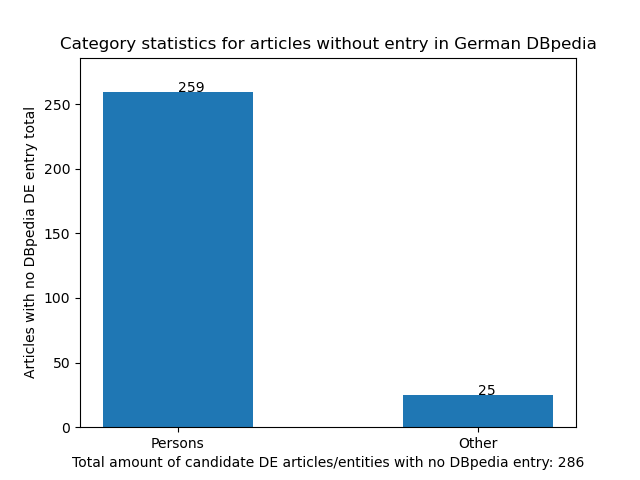 Category statistics for articles without entry in German DBpedia
Articles with no DBpedia DE entry total
250
200
150
100
50
0
259
25
Persons
Other
Total amount of candidate DE articles/entities with no DBpedia entry: 286